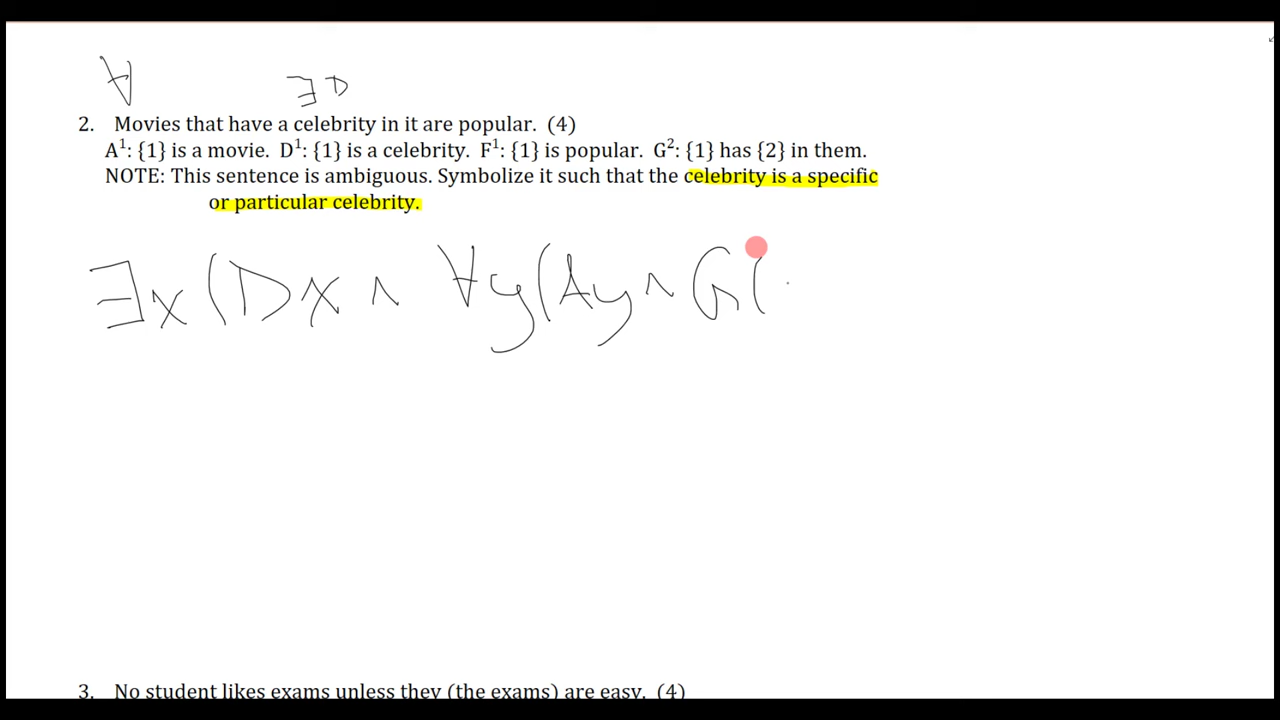 ∀ ∃ D
2. Movies that have a celebrity in it are popular. (4)
A¹: {1} is a movie. D¹: {1} is a celebrity. F¹: {1} is popular. G²: {1} has {2} in them.
NOTE: This sentence is ambiguous. Symbolize it such that the celebrity is a specific
or particular celebrity.
∃x(Dx ∧ ∀y(Ay ∧ G(
3. No student likes exams unless they (the exams) are easy. (4)